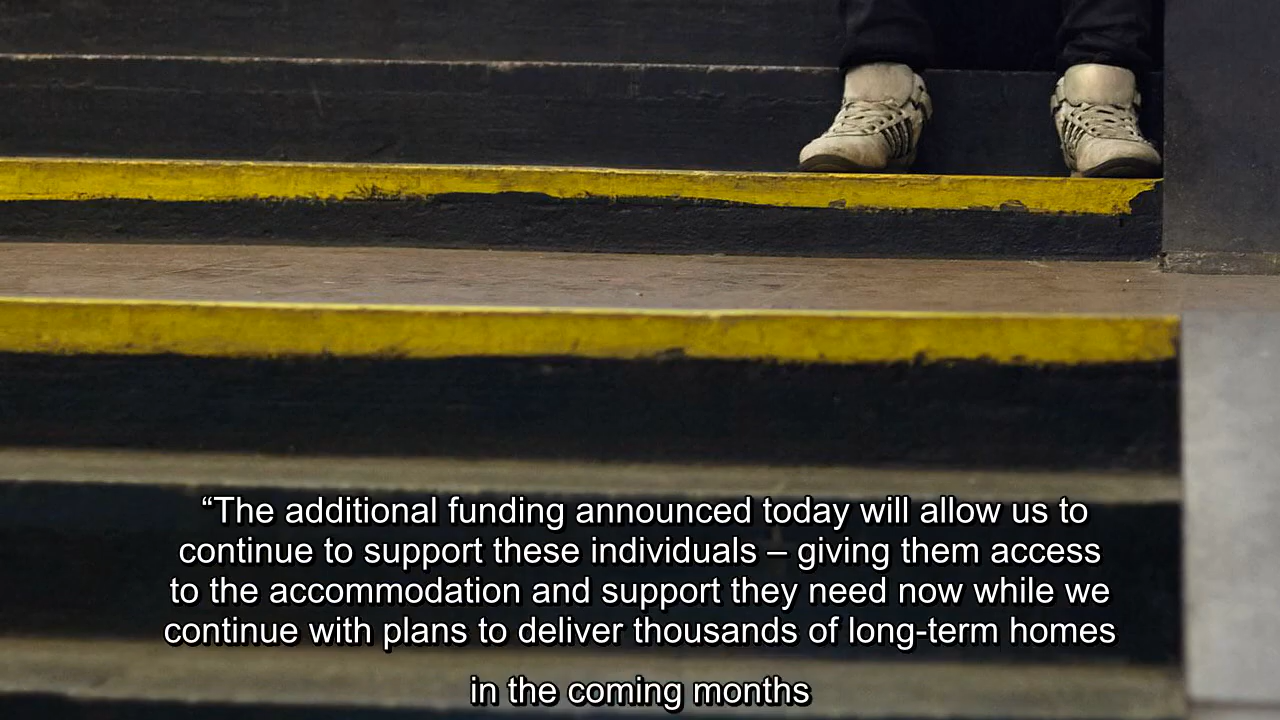 “The additional funding announced today will allow us to
continue to support these individuals – giving them access
to the accommodation and support they need now while we
continue with plans to deliver thousands of long-term homes
in the coming months